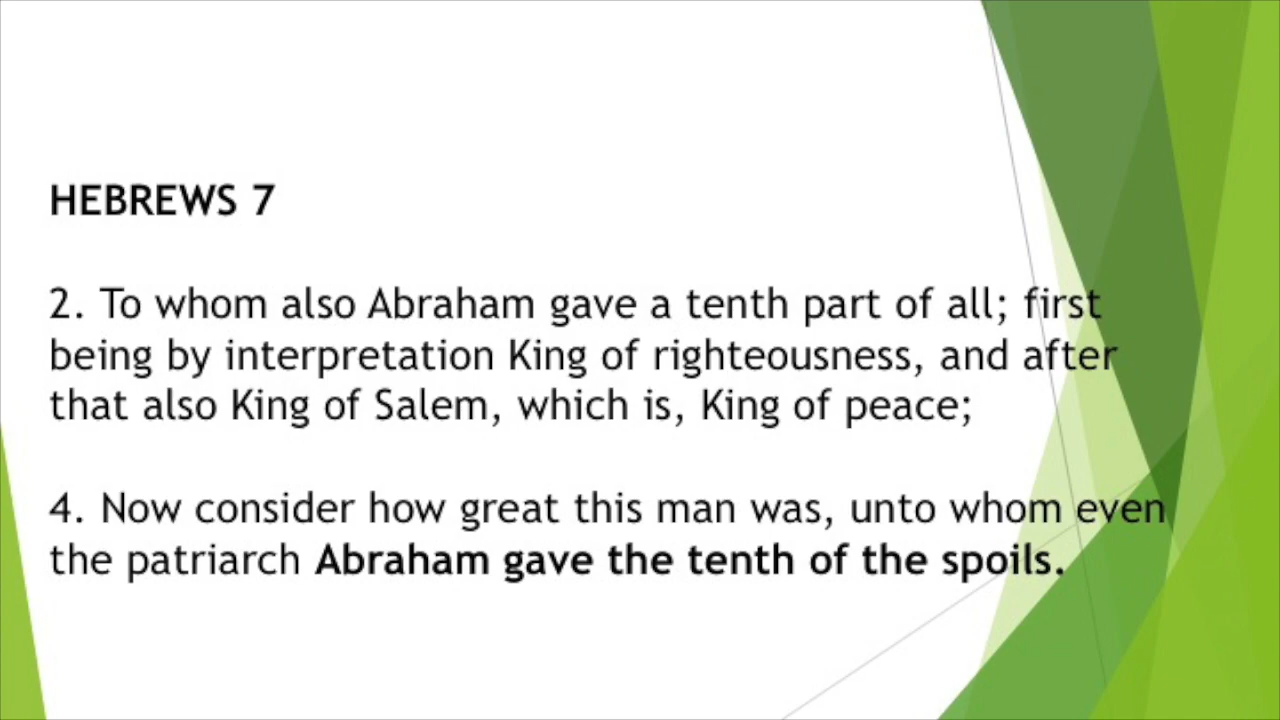 HEBREWS 7
2. To whom also Abraham gave a tenth part of all; first
being by interpretation King of righteousness, and after
that also King of Salem, which is, King of peace;
4. Now consider how great this man was, unto whom even
the patriarch Abraham gave the tenth of the spoils.